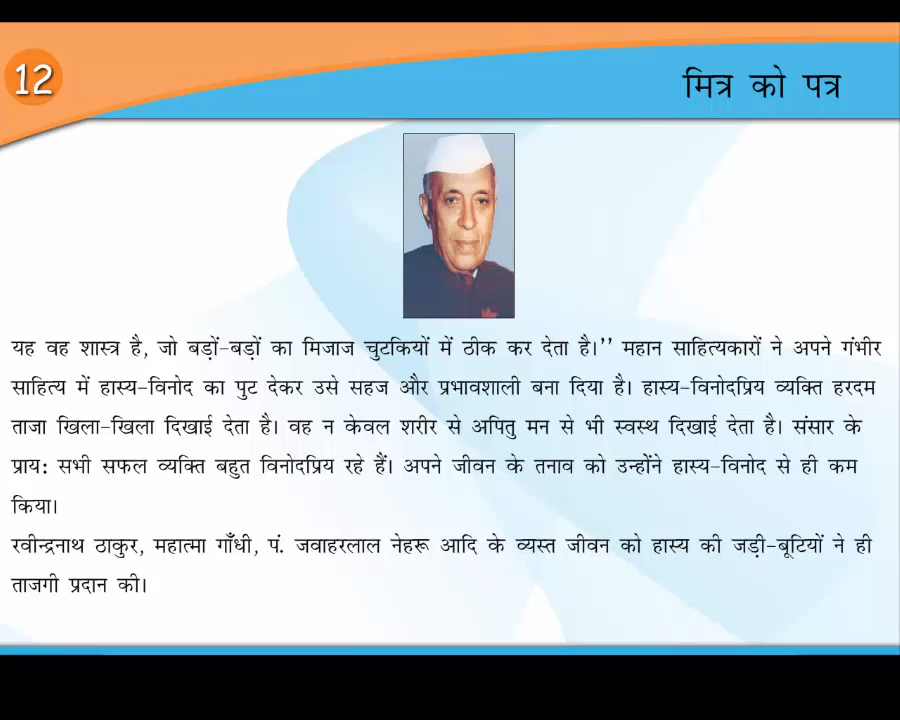 12
मित्र को पत्र
यह वह शास्त्र है, जो बड़ों-बड़ों का मिजाज चुटकियों में ठीक कर देता है।’’ महान साहित्यकारों ने अपने गंभीर
साहित्य में हास्य-विनोद का पुट देकर उसे सहज और प्रभावशाली बना दिया है। हास्य-विनोदप्रिय व्यक्ति हरदम
ताजा खिला-खिला दिखाई देता है। वह न केवल शरीर से अपितु मन से भी स्वस्थ दिखाई देता है। संसार के
प्राय: सभी सफल व्यक्ति बहुत विनोदप्रिय रहे हैं। अपने जीवन के तनाव को उन्होंने हास्य-विनोद से ही कम
किया।
रवीन्द्रनाथ ठाकुर, महात्मा गाँधी, पं. जवाहरलाल नेहरू आदि के व्यस्त जीवन को हास्य की जड़ी-बूटियों ने ही
ताजगी प्रदान की।